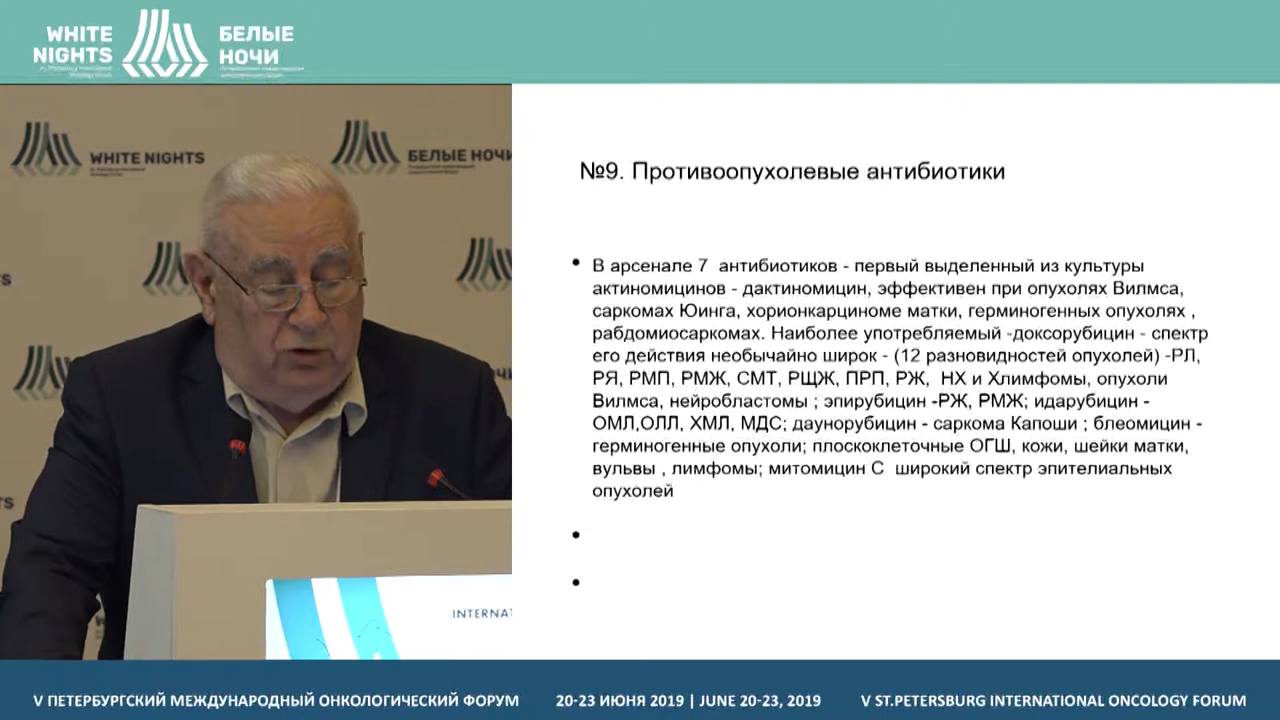 WHITE
NIGHTS
БЕЛЫЕ
НОЧИ
WHITE NIGHTS
БЕЛЫЕ НОЧИ
№9. Противоопухолевые антибиотики
• В арсенале 7 антибиотиков - первый выделенный из культуры
актиномицинов - дактиномицин, эффективен при опухолях Вилмса,
саркомах Юинга, хорионкарциноме матки, герминогенных опухолях ,
рабдомиосаркомах. Наиболее употребляемый -доксорубицин - спектр
его действия необычайно широк - (12 разновидностей опухолей) -РЛ,
РЯ, РМП, РМЖ, СМТ, РЩЖ, ПРП, РЖ, НХ и Хлимфомы, опухоли
Вилмса, нейробластомы ; эпирубицин -РЖ, РМЖ; идарубицин -
ОМЛ,ОЛЛ, ХМЛ, МДС; даунорубицин - саркома Капоши ; блеомицин -
герминогенные опухоли; плоскоклеточные ОГШ, кожи, шейки матки,
вульвы , лимфомы; митомицин С широкий спектр эпителиальных
опухолей
INTERNAT
V ПЕТЕРБУРГСКИЙ МЕЖДУНАРОДНЫЙ ОНКОЛОГИЧЕСКИЙ ФОРУМ 20-23 ИЮНЯ 2019 | JUNE 20-23, 2019 V ST.PETERSBURG INTERNATIONAL ONCOLOGY FORUM